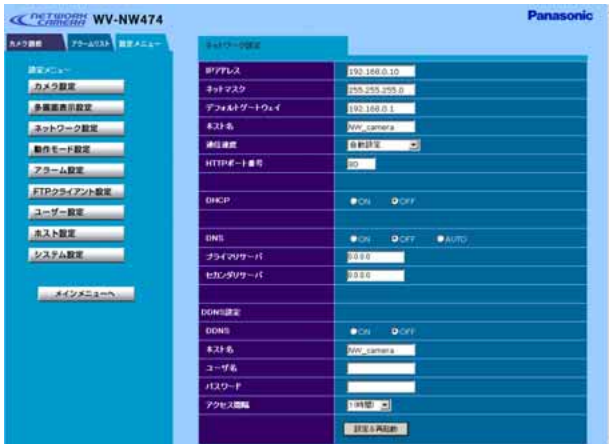 NETWORK CAMERA WV-NW474
Panasonic
カメラ画面 アラームリスト 設定メニュー
ネットワーク設定
設定メニュー
カメラ設定
多画面表示設定
ネットワーク設定
動作モード設定
アラーム設定
FTPクライアント設定
ユーザー設定
ホスト設定
システム設定
メインメニューへ
IPアドレス 192.168.0.10
ネットマスク 255.255.255.0
デフォルトゲートウェイ 192.168.0.1
ホスト名 NW_camera
通信速度 自動設定
HTTPポート番号 80
DHCP ON OFF
DNS ON OFF AUTO
プライマリサーバ 0.0.0.0
セカンダリサーバ 0.0.0.0
DDNS設定
DDNS ON OFF
ホスト名 NW_camera
ユーザ名
パスワード
アクセス間隔 1(時間)
設定&再起動